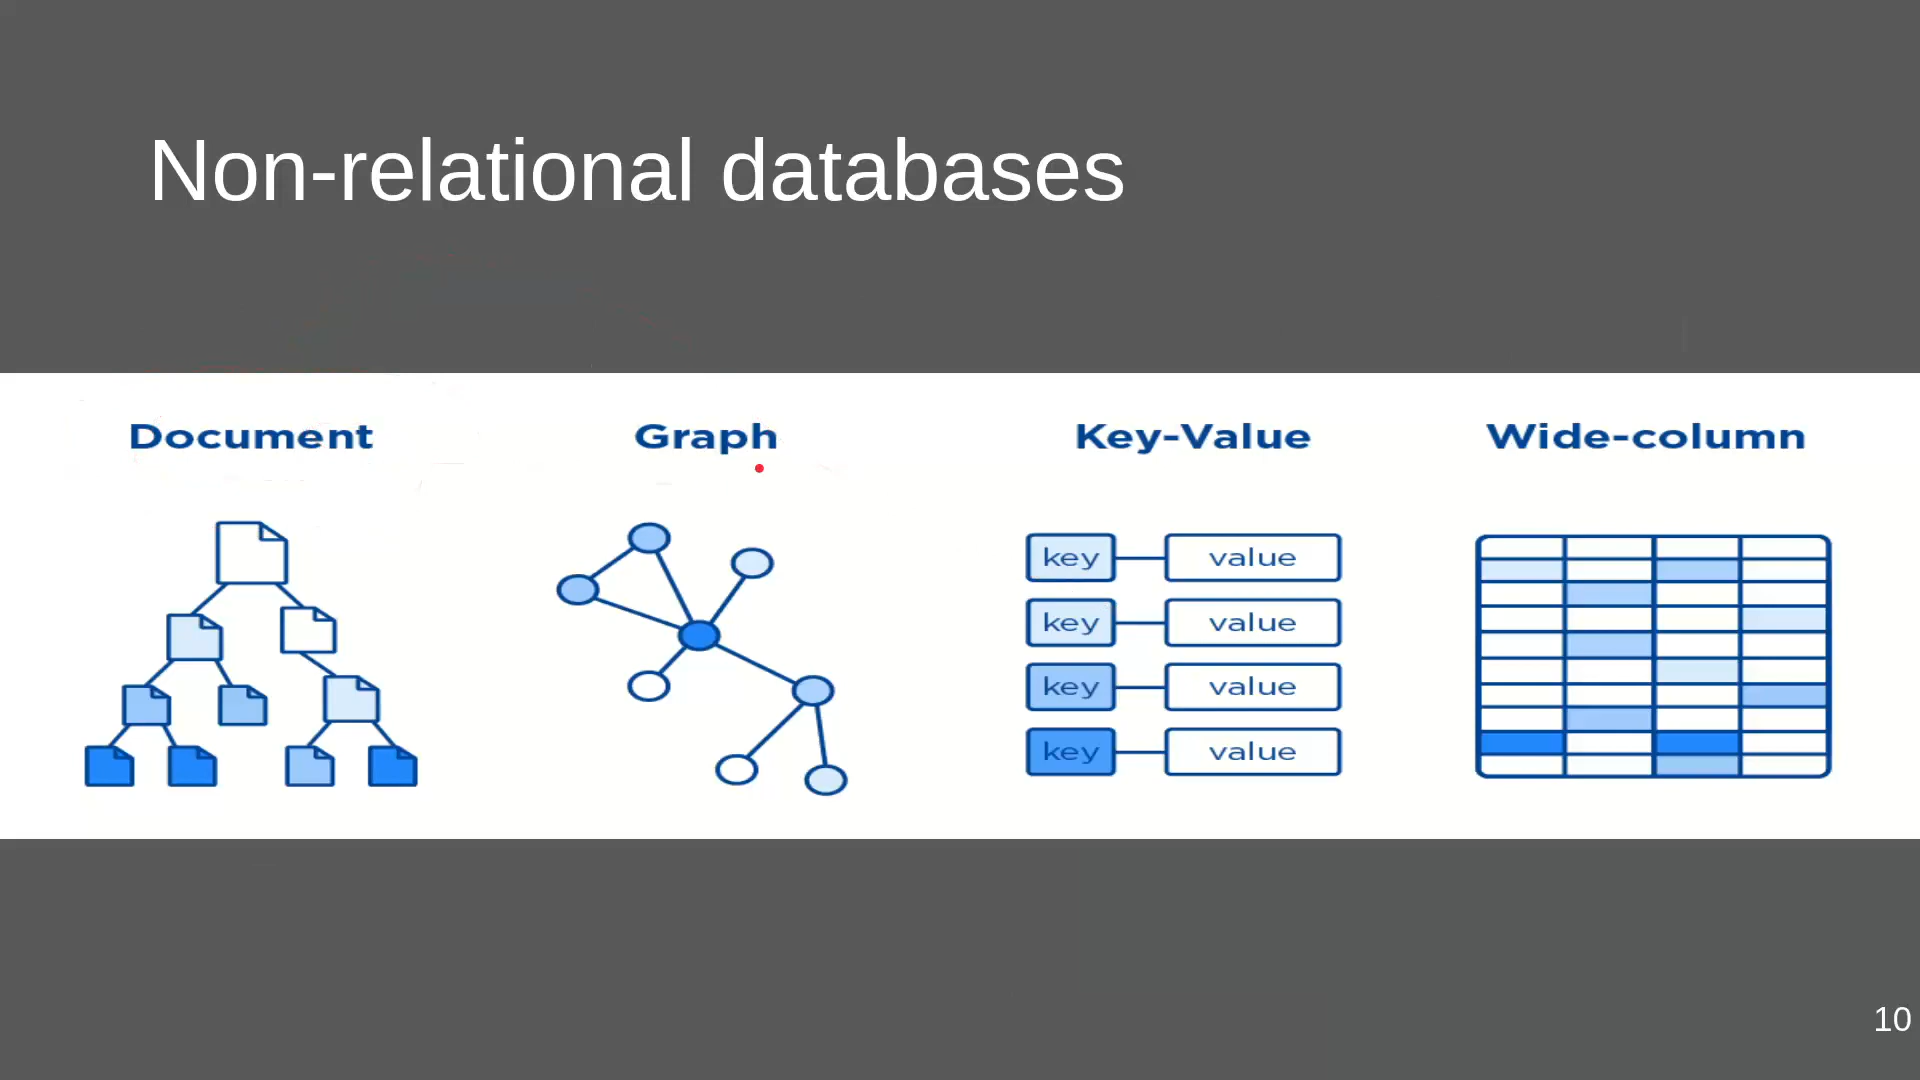 Non-relational databases
Document
Graph
Key-Value
Wide-column
key value
key value
key value
key value
10